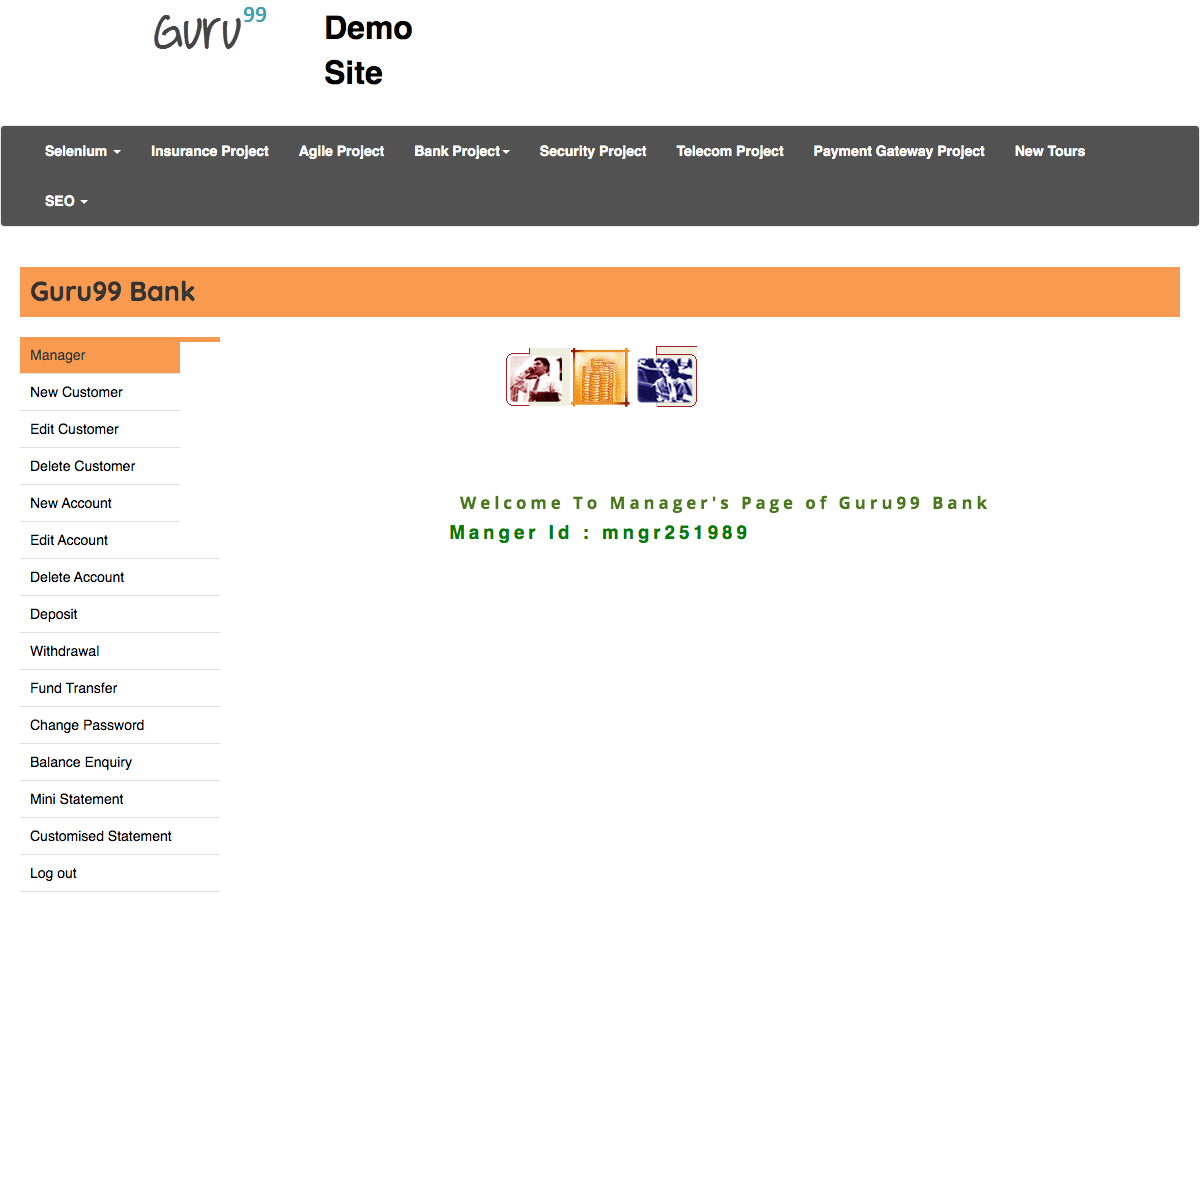 Guru99
Demo
Site
Selenium Insurance Project Agile Project Bank Project Security Project Telecom Project Payment Gateway Project New Tours
SEO
Guru99 Bank
Manager
New Customer
Edit Customer
Delete Customer
New Account
Edit Account
Delete Account
Deposit
Withdrawal
Fund Transfer
Change Password
Balance Enquiry
Mini Statement
Customised Statement
Log out
Welcome To Manager's Page of Guru99 Bank
Manger Id : mngr251989